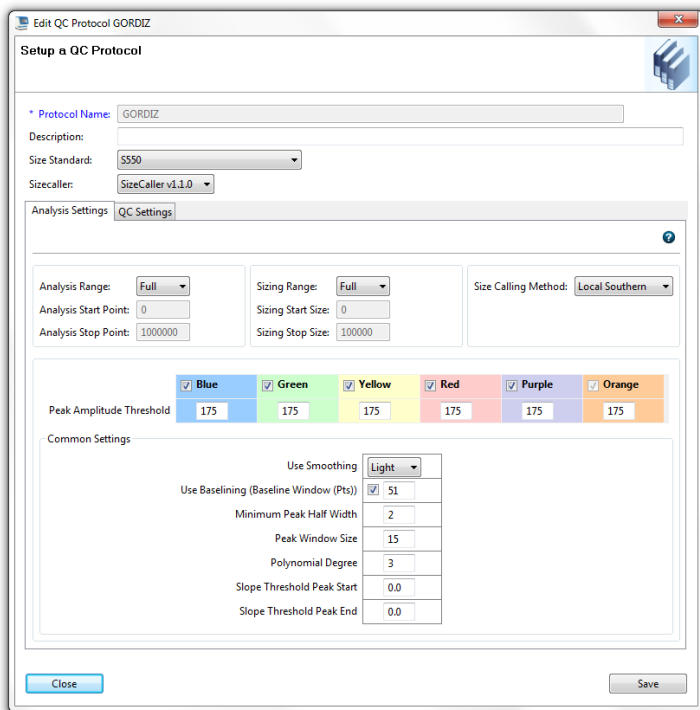 Edit QC Protocol GORDIZ
Setup a QC Protocol
* Protocol Name: GORDIZ
Description:
Size Standard: S550
Sizecaller: SizeCaller v1.1.0
Analysis Settings QC Settings
Analysis Range: Full Sizing Range: Full Size Calling Method: Local Southern
Analysis Start Point: 0 Sizing Start Size: 0
Analysis Stop Point: 1000000 Sizing Stop Size: 100000
Blue Green Yellow Red Purple Orange
Peak Amplitude Threshold 175 175 175 175 175 175
Common Settings
Use Smoothing Light
Use Baselining (Baseline Window (Pts)) 51
Minimum Peak Half Width 2
Peak Window Size 15
Polynomial Degree 3
Slope Threshold Peak Start 0.0
Slope Threshold Peak End 0.0
Close Save